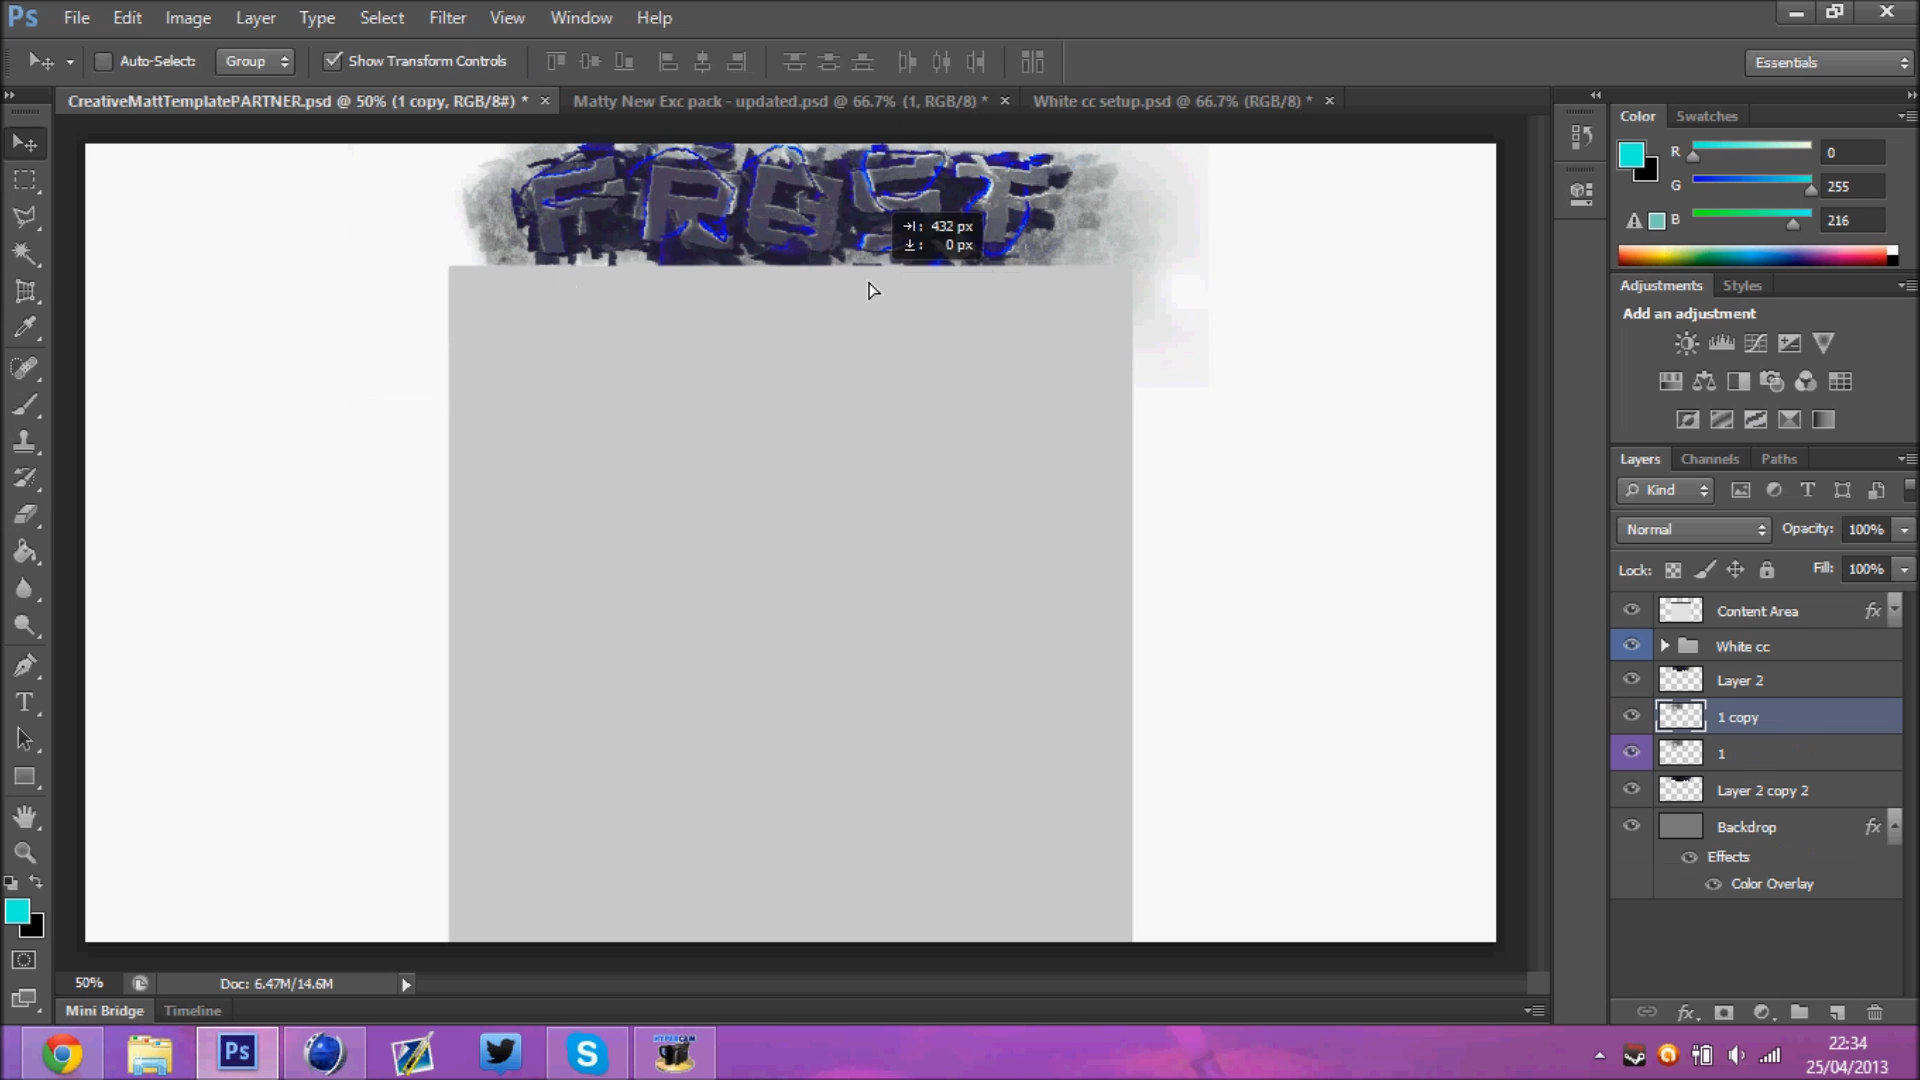 Ps File Edit Image Layer Type Select Filter View Window Help
Auto-Select: Group Show Transform Controls Essentials
CreativeMattTemplatePARTNER.psd @ 50% (1 copy, RGB/8#) * × Matty New Exc pack - updated.psd @ 66.7% (1, RGB/8) * × White cc setup.psd @ 66.7% (RGB/8) * ×
FROST
432 px
0 px
Color Swatches
R 0
G 255
B 216
Adjustments Styles
Add an adjustment
Layers Channels Paths
Kind
Normal Opacity: 100%
Lock: Fill: 100%
Content Area fx
White cc
Layer 2
1 copy
1
Layer 2 copy 2
Backdrop fx
Effects
Color Overlay
50% Doc: 6.47M/14.6M
Mini Bridge Timeline
fx
Ps
HYPERCAM
22:34
25/04/2013